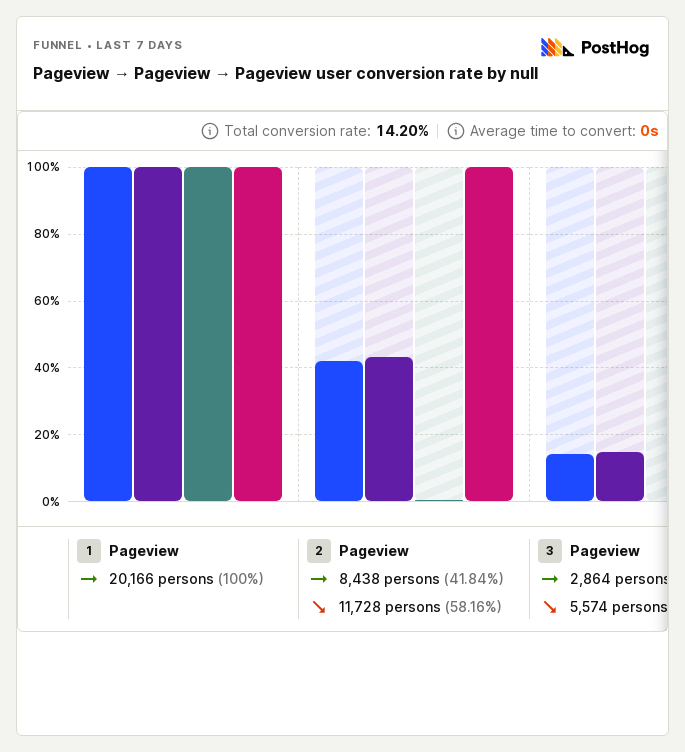 FUNNEL • LAST 7 DAYS
PostHog
Pageview → Pageview → Pageview user conversion rate by null
Total conversion rate: 14.20%
Average time to convert: 0s
100%
80%
60%
40%
20%
0%
1 Pageview
→ 20,166 persons (100%)
2 Pageview
→ 8,438 persons (41.84%)
↘ 11,728 persons (58.16%)
3 Pageview
→ 2,864 persons
↘ 5,574 persons